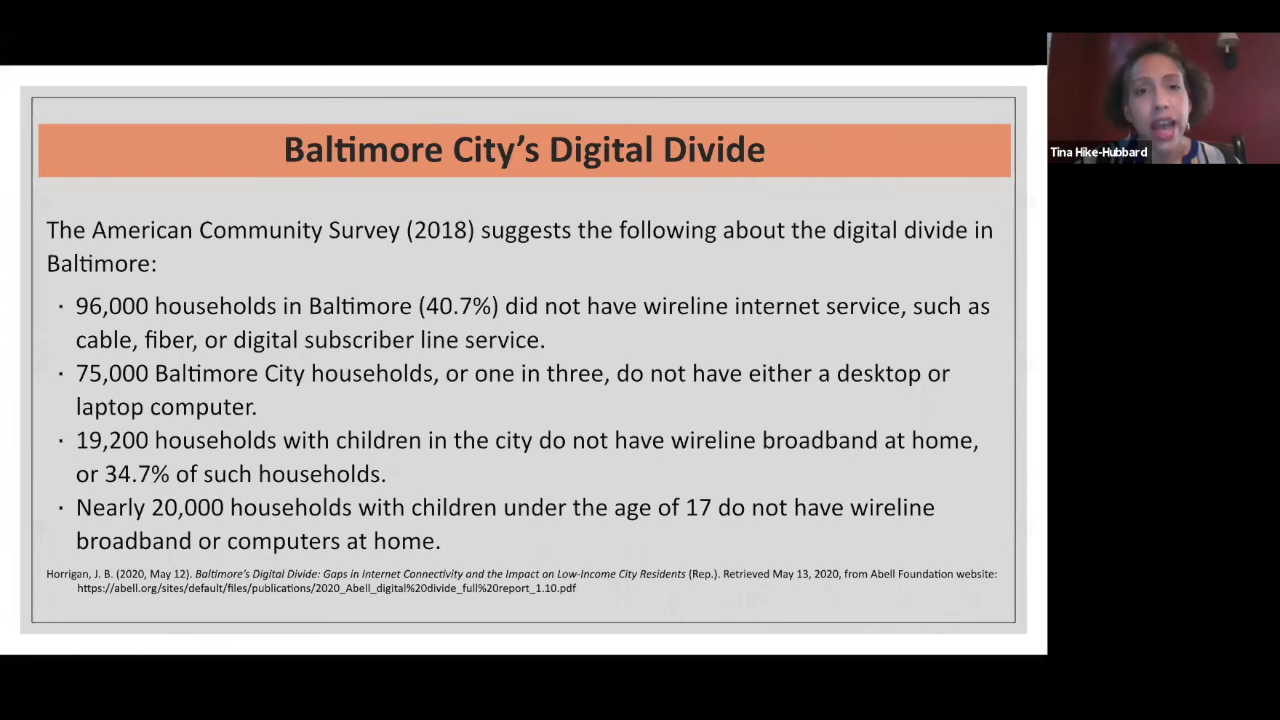 Baltimore City's Digital Divide
The American Community Survey (2018) suggests the following about the digital divide in
Baltimore:
· 96,000 households in Baltimore (40.7%) did not have wireline internet service, such as
cable, fiber, or digital subscriber line service.
· 75,000 Baltimore City households, or one in three, do not have either a desktop or
laptop computer.
· 19,200 households with children in the city do not have wireline broadband at home,
or 34.7% of such households.
· Nearly 20,000 households with children under the age of 17 do not have wireline
broadband or computers at home.
Horrigan, J. B. (2020, May 12). Baltimore's Digital Divide: Gaps in Internet Connectivity and the Impact on Low-Income City Residents (Rep.). Retrieved May 13, 2020, from Abell Foundation website:
https://abell.org/sites/default/files/publications/2020_Abell_digital%20divide_full%20report_1.10.pdf
Tina Hike-Hubbard